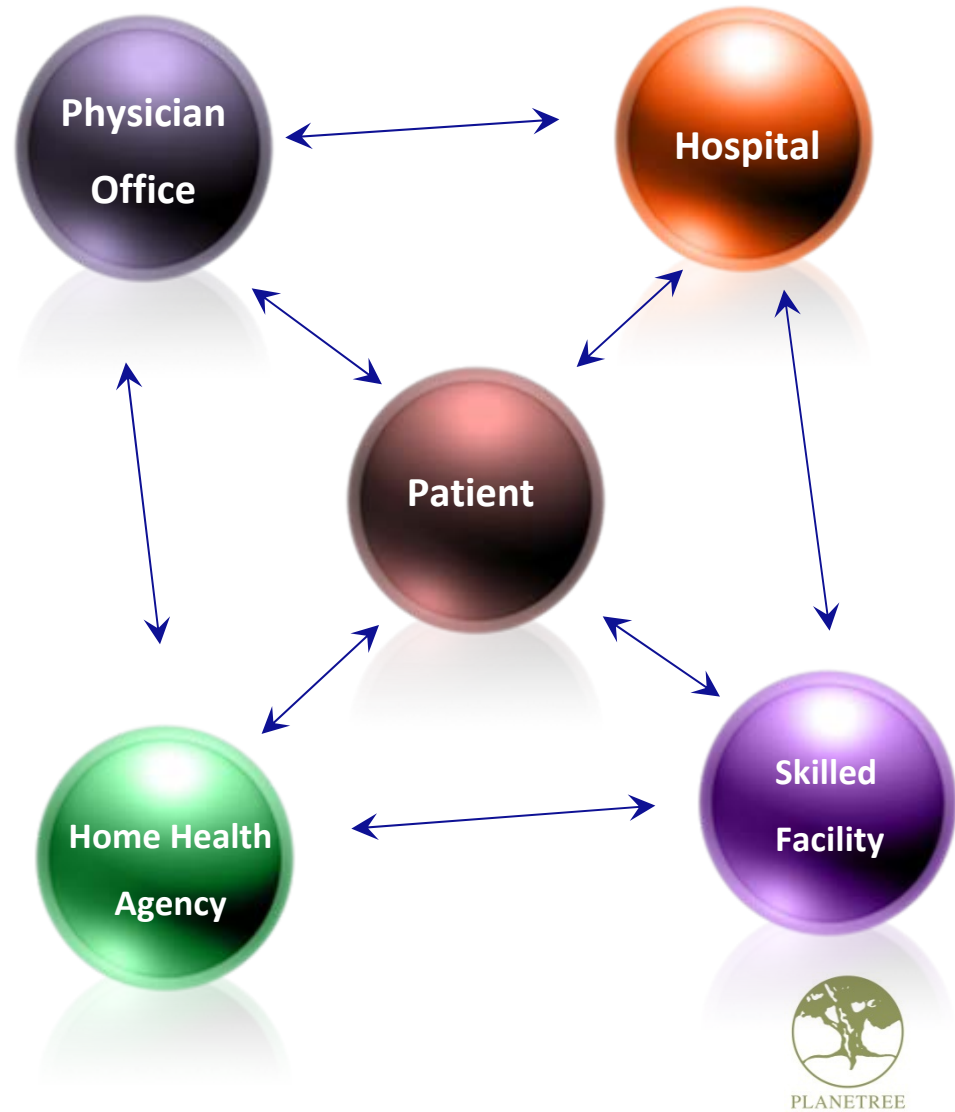 Physician
Office
Hospital
Patient
Home Health
Agency
Skilled
Facility
PLANETREE